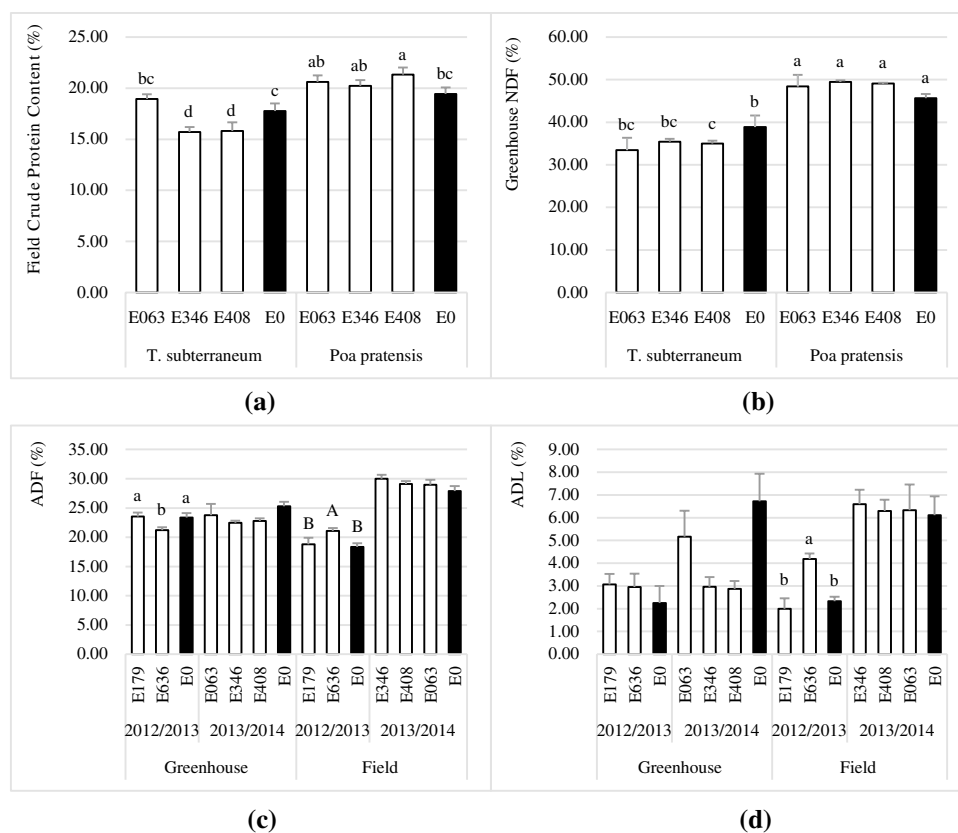 Field Crude Protein Content (%)
25.00
20.00
15.00
10.00
5.00
0.00
bc
d
d
c
ab
ab
a
bc
E063 E346 E408 E0 E063 E346 E408 E0
T. subterraneum Poa pratensis
(a)
Greenhouse NDF (%)
60.00
50.00
40.00
30.00
20.00
10.00
0.00
bc
bc
c
b
a
a
a
a
E063 E346 E408 E0 E063 E346 E408 E0
T. subterraneum Poa pratensis
(b)
ADF (%)
35.00
30.00
25.00
20.00
15.00
10.00
5.00
0.00
a
b
a
B
A
B
E179 E636 E0 E063 E346 E408 E0 E179 E636 E0 E346 E408 E063 E0
2012/2013 2013/2014 2012/2013 2013/2014
Greenhouse Field
(c)
ADL (%)
9.00
8.00
7.00
6.00
5.00
4.00
3.00
2.00
1.00
0.00
b
a
b
E179 E636 E0 E063 E346 E408 E0 E179 E636 E0 E346 E408 E063 E0
2012/2013 2013/2014 2012/2013 2013/2014
Greenhouse Field
(d)